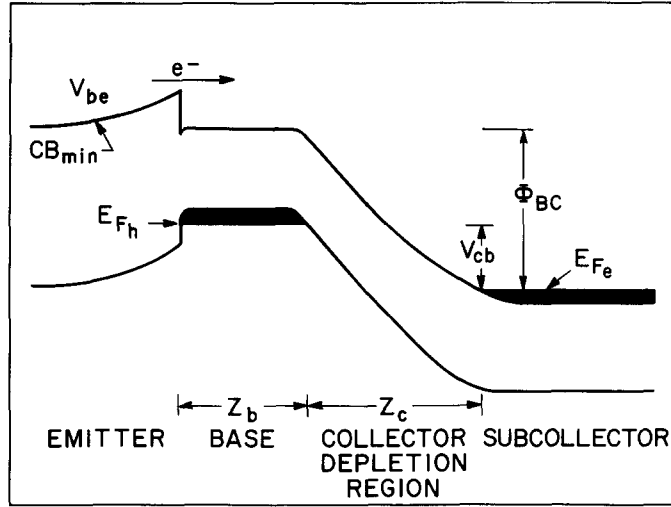 e⁻
V_be
CB_min
E_Fh
Φ_BC
V_cb
E_Fe
Z_b
Z_c
EMITTER
BASE
COLLECTOR DEPLETION REGION
SUBCOLLECTOR